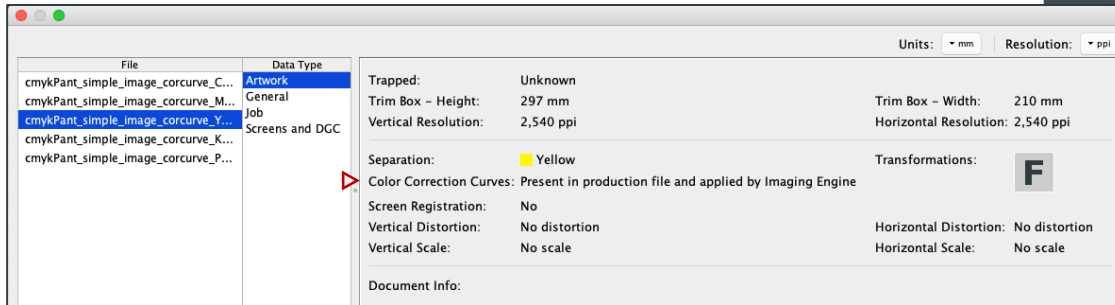 Units: mm Resolution: ppi
File Data Type
cmykPant_simple_image_corcurve_C... Artwork
cmykPant_simple_image_corcurve_M... General
cmykPant_simple_image_corcurve_Y... Job
cmykPant_simple_image_corcurve_K... Screens and DGC
cmykPant_simple_image_corcurve_P...
Trapped: Unknown
Trim Box – Height: 297 mm Trim Box – Width: 210 mm
Vertical Resolution: 2,540 ppi Horizontal Resolution: 2,540 ppi
Separation: Yellow Transformations: F
Color Correction Curves: Present in production file and applied by Imaging Engine
Screen Registration: No
Vertical Distortion: No distortion Horizontal Distortion: No distortion
Vertical Scale: No scale Horizontal Scale: No scale
Document Info: